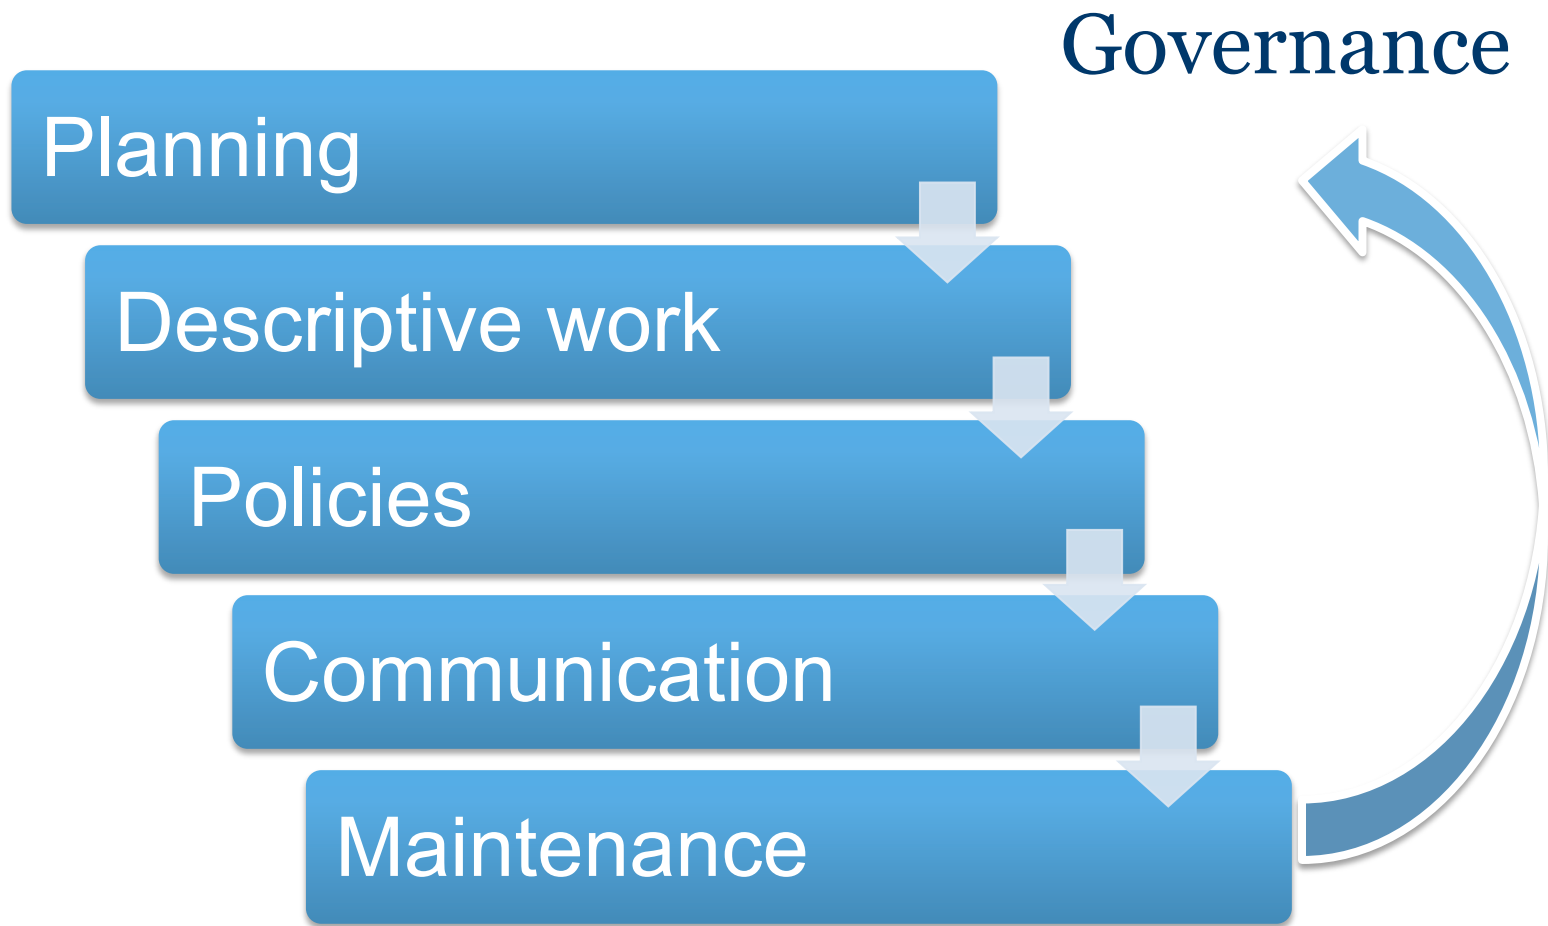 Governance
Planning
Descriptive work
Policies
Communication
Maintenance